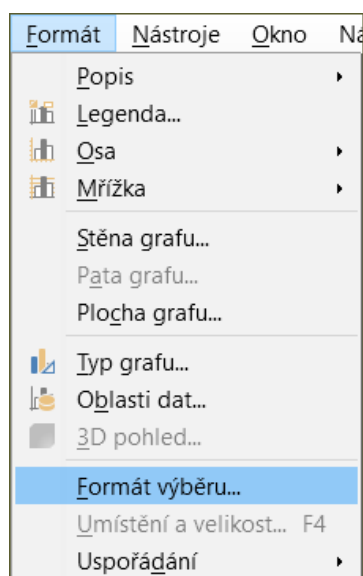 Formát Nástroje Okno
Popis
Legenda...
Osa
Mřížka
Stěna grafu...
Pata grafu...
Plocha grafu...
Typ grafu...
Oblasti dat...
3D pohled...
Formát výběru...
Umístění a velikost... F4
Uspořádání